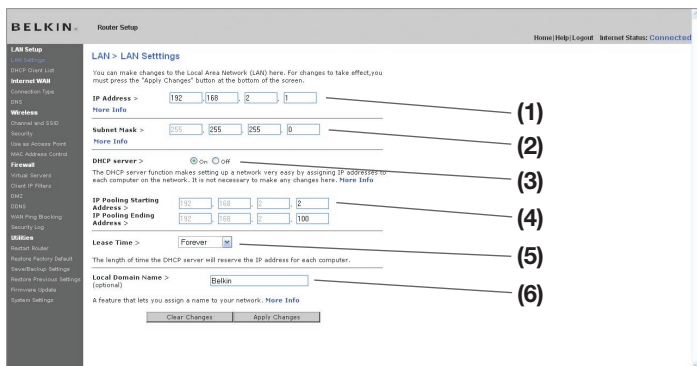 BELKIN
Router Setup
Home|Help|Logout Internet Status: Connected
LAN Setup
LAN Settings
DHCP Client List
Internet WAN
Connection Type
DNS
Wireless
Channel and SSID
Security
Use as Access Point
MAC Address Control
Firewall
Virtual Servers
Client IP Filters
DMZ
DDNS
WAN Ping Blocking
Security Log
Utilities
Restart Router
Restore Factory Default
Save/Backup Settings
Restore Previous Settings
Firmware Update
System Settings
LAN > LAN Setttings
You can make changes to the Local Area Network (LAN) here. For changes to take effect,you
must press the "Apply Changes" button at the bottom of the screen.
IP Address > 192 .168 . 2 . 1
More Info
(1)
Subnet Mask > 255 . 255 . 255 . 0
More Info
(2)
DHCP server > On Off
(3)
The DHCP server function makes setting up a network very easy by assigning IP addresses to
each computer on the network. It is not necessary to make any changes here. More Info
IP Pooling Starting
Address > 192 . 168 . 2 . 2
IP Pooling Ending
Address > 192 . 168 . 2 . 100
(4)
Lease Time > Forever
(5)
The length of time the DHCP server will reserve the IP address for each computer.
Local Domain Name > Belkin
(optional)
(6)
A feature that lets you assign a name to your network. More Info
Clear Changes Apply Changes